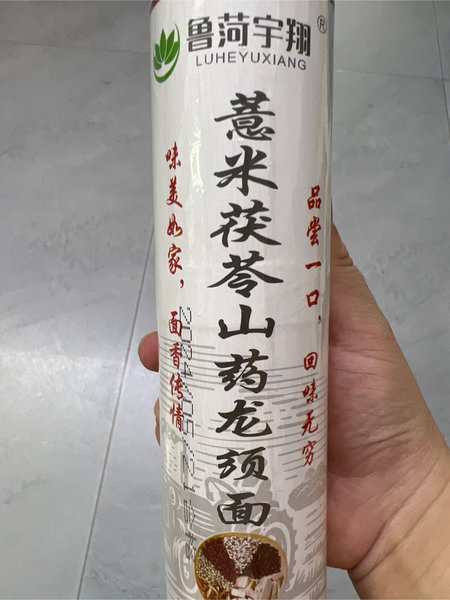 鲁菏宇翔®
LUHEYUXIANG
薏米茯苓山药龙须面
品尝一口，回味无穷
味美如家，面香传情